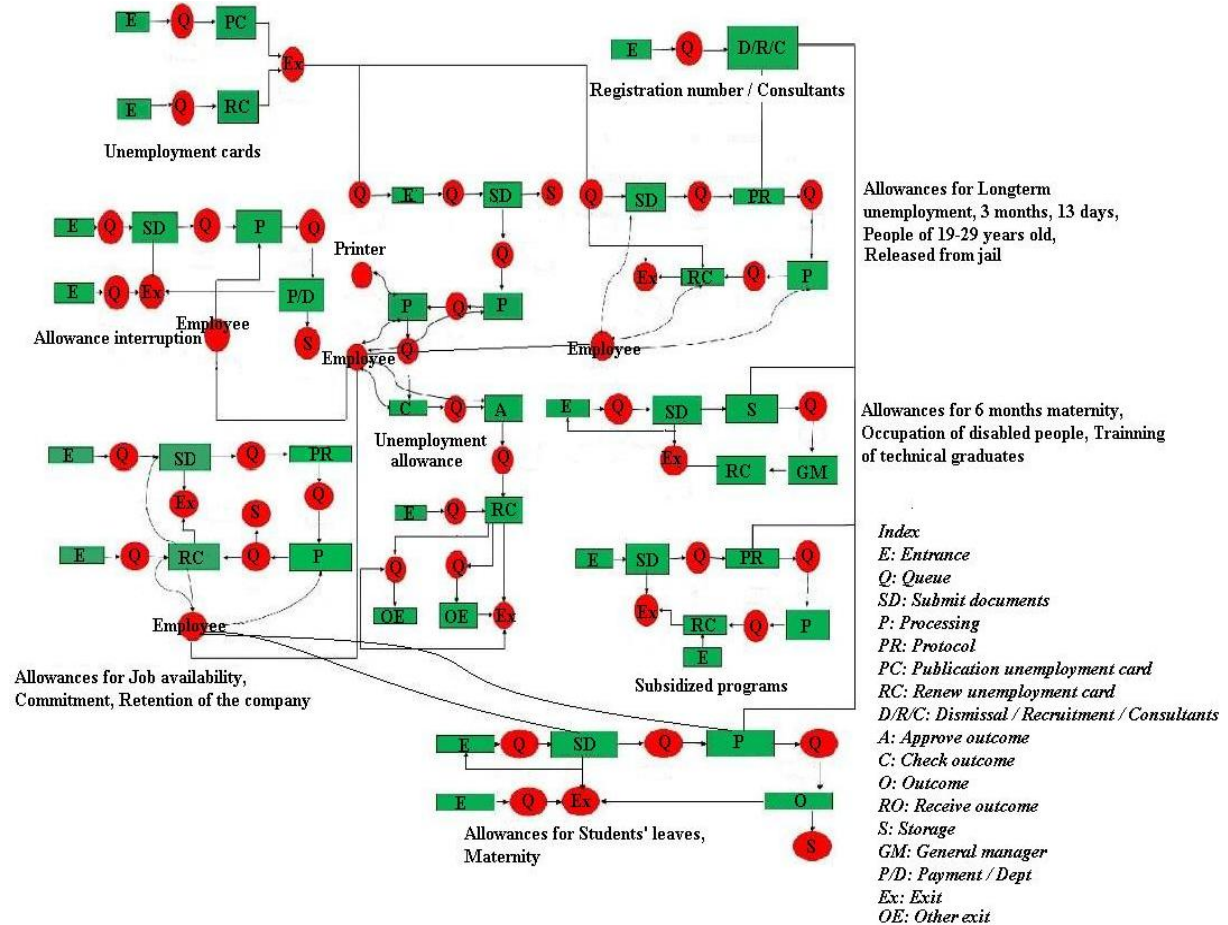 E Q PC
Ex
E Q RC
Unemployment cards
E Q D/R/C
Registration number / Consultants
Q E Q SD S
Q SD Q PR Q
Allowances for Longterm
unemployment, 3 months, 13 days,
People of 19-29 years old,
Released from jail
E Q SD Q P Q
Printer
Q
Ex RC Q P
E Q Ex P/D
P Q P
Allowance interruption
Employee
S
Employee
Q
Employee
C Q A
Unemployment
allowance
E Q SD S Q
Ex RC GM
Allowances for 6 months maternity,
Occupation of disabled people, Trainning
of technical graduates
E Q SD Q PR
Q
Ex S Q
E Q RC Q P
E Q RC
Q Q
OE OE Ex
Employee
Allowances for Job availability,
Commitment, Retention of the company
E SD Q PR Q
Ex RC Q P
E
Subsidized programs
E Q SD Q P Q
E Q Ex O
S
Allowances for Students' leaves,
Maternity
Index
E: Entrance
Q: Queue
SD: Submit documents
P: Processing
PR: Protocol
PC: Publication unemployment card
RC: Renew unemployment card
D/R/C: Dismissal / Recruitment / Consultants
A: Approve outcome
C: Check outcome
O: Outcome
RO: Receive outcome
S: Storage
GM: General manager
P/D: Payment / Dept
Ex: Exit
OE: Other exit